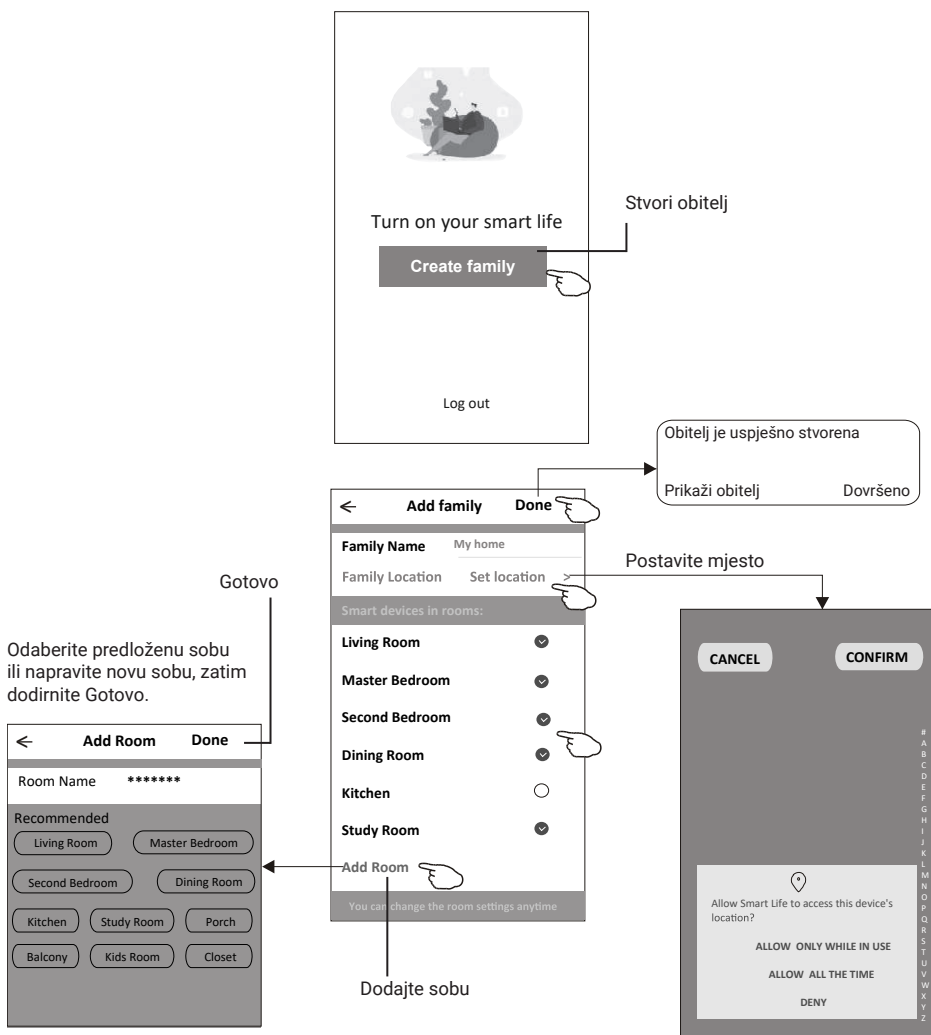 Turn on your smart life
Create family
Log out
Stvori obitelj
Obitelj je uspješno stvorena
Prikaži obitelj
Dovršeno
Add family
Done
Family Name
My home
Family Location
Set location >
Smart devices in rooms:
Living Room
Master Bedroom
Second Bedroom
Dining Room
Kitchen
Study Room
Add Room
You can change the room settings anytime
Dodajte sobu
Postavite mjesto
CANCEL
CONFIRM
Allow Smart Life to access this device's
location?
ALLOW ONLY WHILE IN USE
ALLOW ALL THE TIME
DENY
#
A
B
C
D
E
F
G
H
I
J
K
L
M
N
O
P
Q
R
S
T
U
V
W
X
Y
Z
Gotovo
Odaberite predloženu sobu
ili napravite novu sobu, zatim
dodirnite Gotovo.
Add Room
Done
Room Name
*******
Recommended
Living Room
Master Bedroom
Second Bedroom
Dining Room
Kitchen
Study Room
Porch
Balcony
Kids Room
Closet